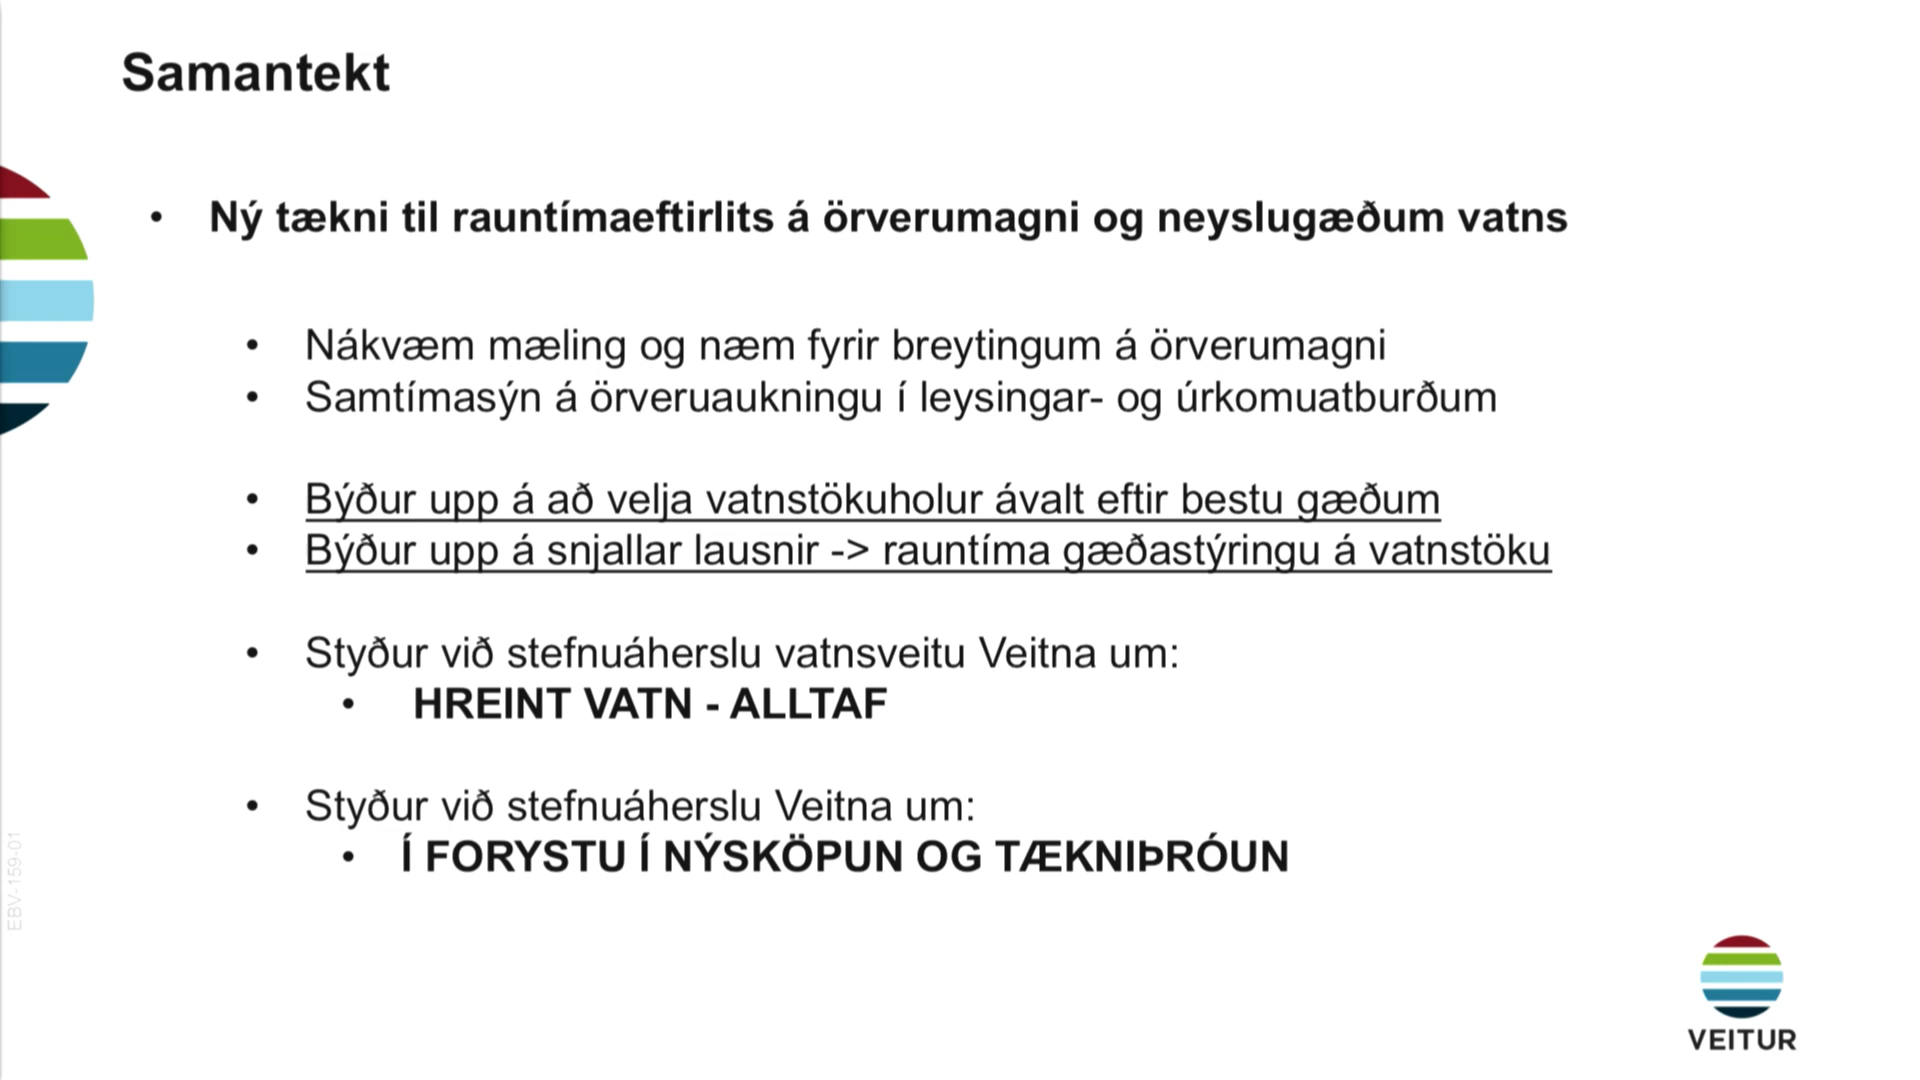 Samantekt
• Ný tækni til rauntímaeftirlits á örverumagni og neyslugæðum vatns
• Nákvæm mæling og næm fyrir breytingum á örverumagni
• Samtímasýn á örveruaukningu í leysingar- og úrkomuatburðum
• Býður upp á að velja vatnstökuholur ávalt eftir bestu gæðum
• Býður upp á snjallar lausnir -> rauntíma gæðastýringu á vatnstöku
• Styður við stefnuáherslu vatnsveitu Veitna um:
• HREINT VATN - ALLTAF
• Styður við stefnuáherslu Veitna um:
• Í FORYSTU Í NÝSKÖPUN OG TÆKNIÞRÓUN
EBV-159-01
VEITUR